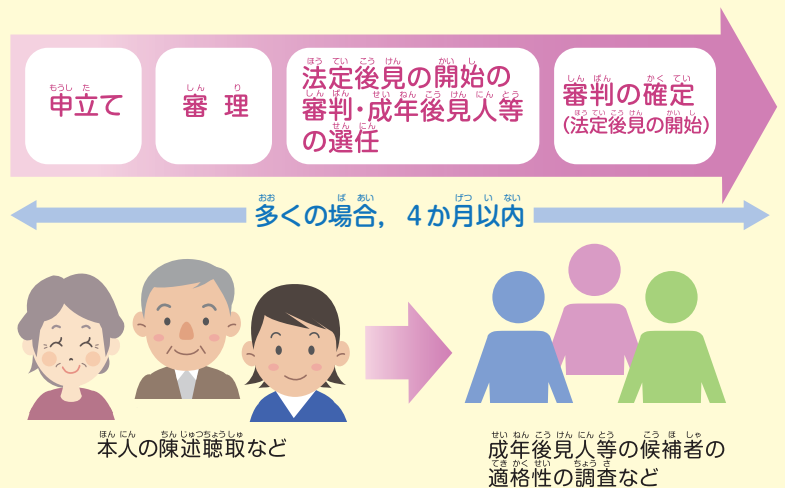 申立て
審理
法定後見の開始の
審判・成年後見人等
の選任
審判の確定
(法定後見の開始)
多くの場合，4か月以内
本人の陳述聴取など
成年後見人等の候補者の
適格性の調査など